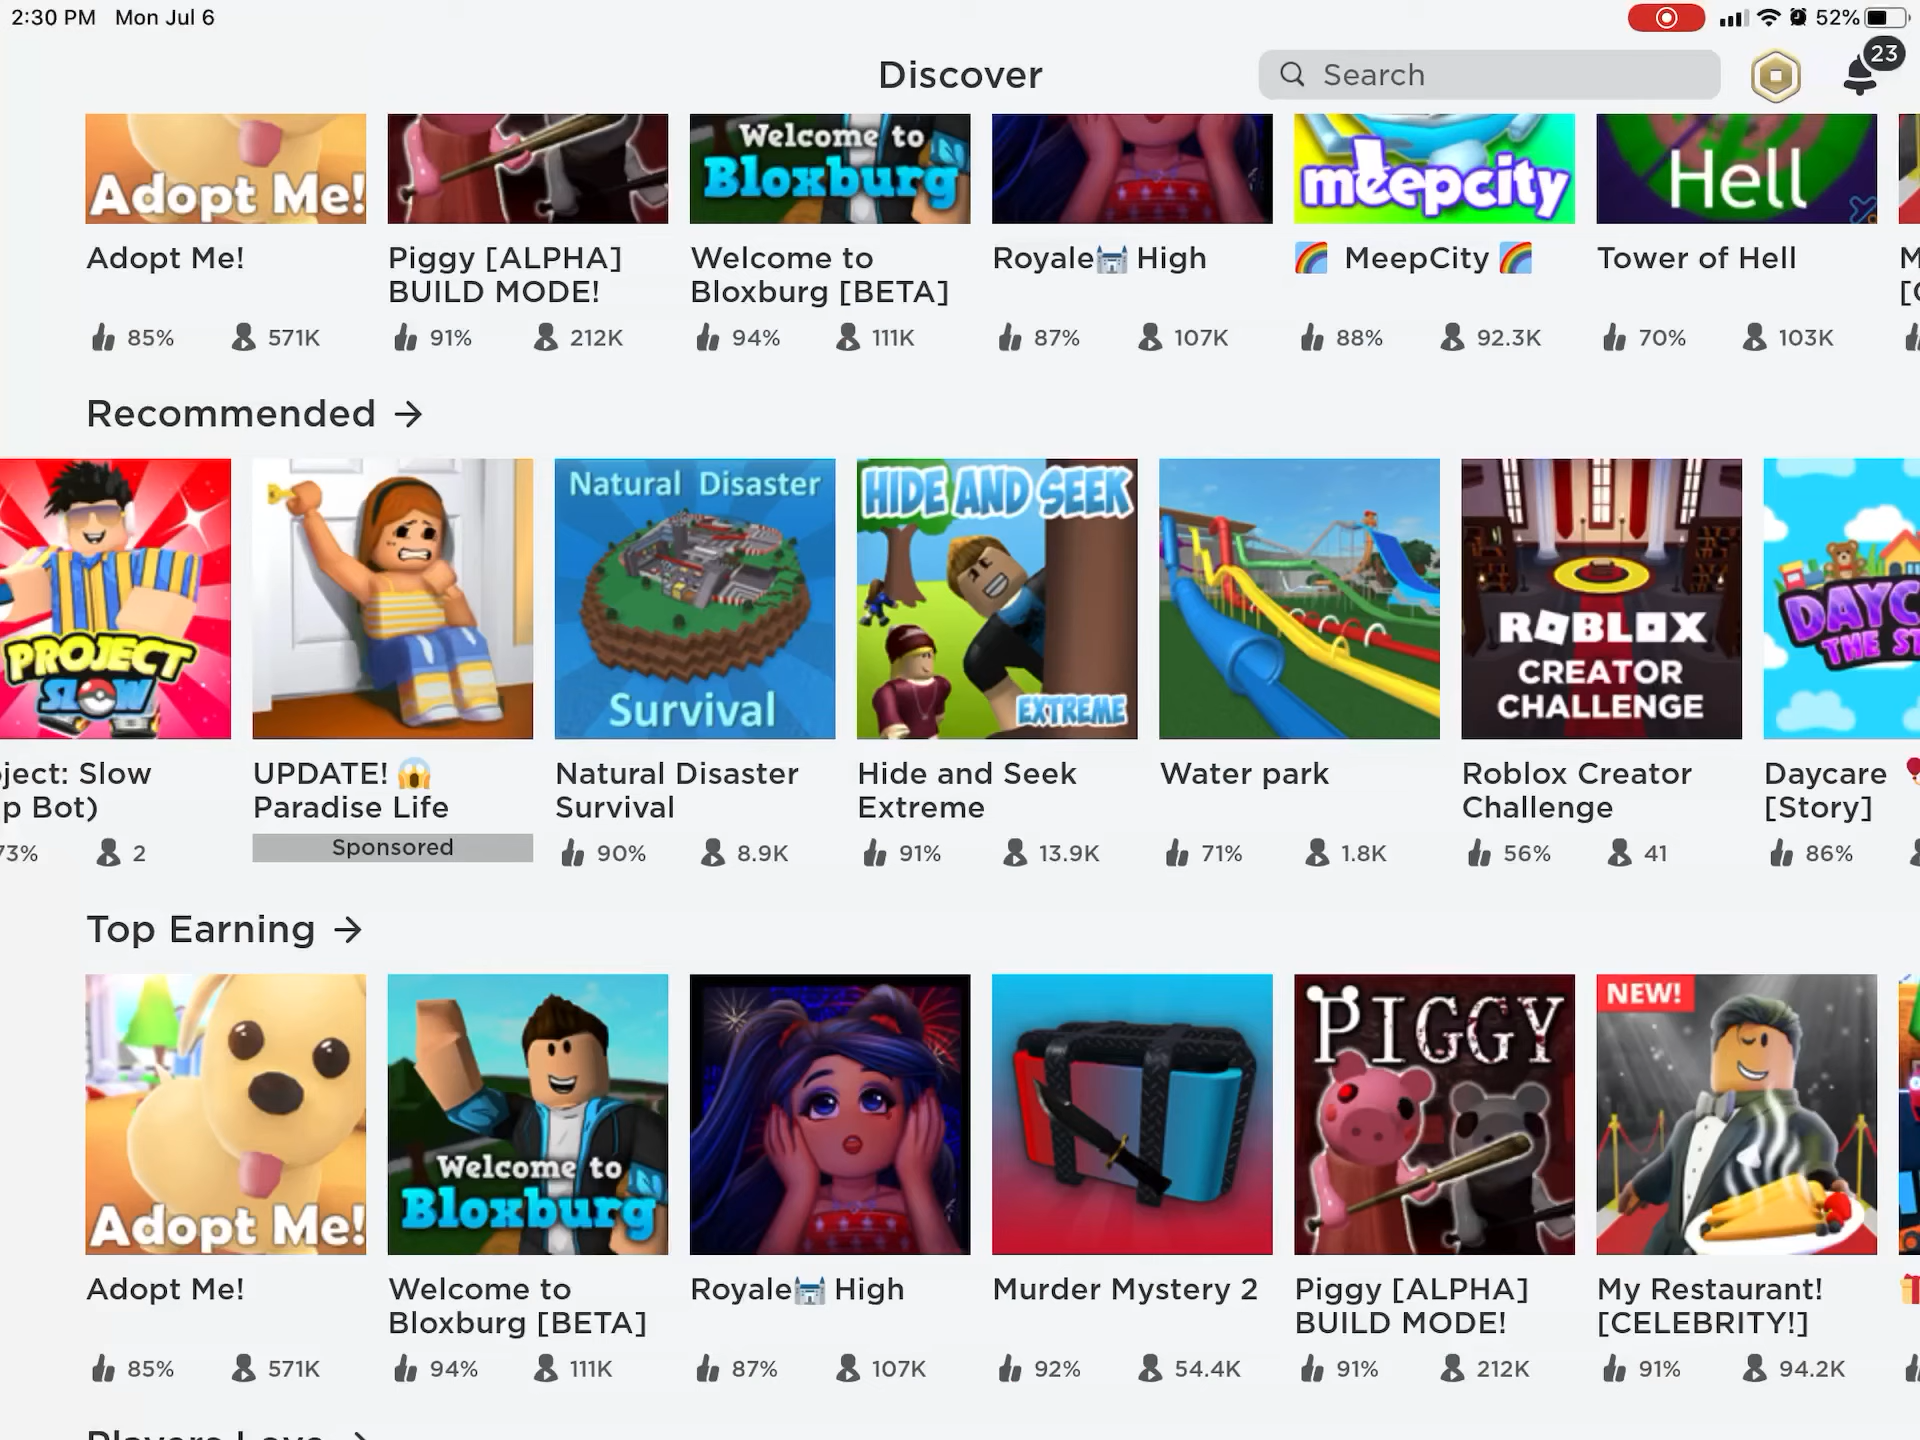 2:30 PM Mon Jul 6
52%
Discover
Search
23
Adopt Me!
Welcome to
Bloxburg
meepcity
Hell
Adopt Me!
Piggy [ALPHA]
BUILD MODE!
Welcome to
Bloxburg [BETA]
Royale🏰 High
🌈 MeepCity 🌈
Tower of Hell
85% 571K
91% 212K
94% 111K
87% 107K
88% 92.3K
70% 103K
Recommended →
PROJECT
SLOW
Natural Disaster
Survival
HIDE AND SEEK
EXTREME
ROBLOX
CREATOR
CHALLENGE
DAYC
THE ST
ject: Slow
p Bot)
UPDATE! 😱
Paradise Life
Sponsored
Natural Disaster
Survival
Hide and Seek
Extreme
Water park
Roblox Creator
Challenge
Daycare
[Story]
73% 2
90% 8.9K
91% 13.9K
71% 1.8K
56% 41
86%
Top Earning →
Adopt Me!
Welcome to
Bloxburg
PIGGY
NEW!
Adopt Me!
Welcome to
Bloxburg [BETA]
Royale🏰 High
Murder Mystery 2
Piggy [ALPHA]
BUILD MODE!
My Restaurant!
[CELEBRITY!]
85% 571K
94% 111K
87% 107K
92% 54.4K
91% 212K
91% 94.2K
Players Love